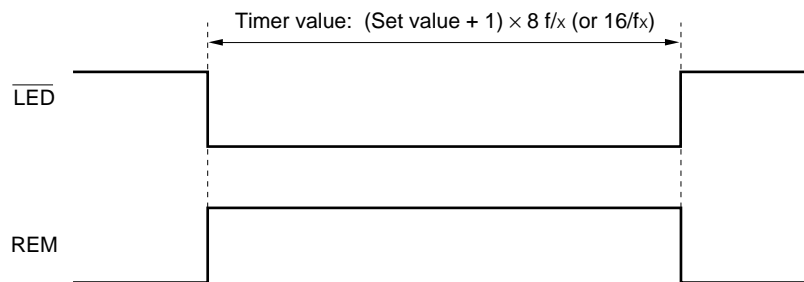 Timer value: (Set value + 1) × 8 f/x (or 16/fx)
LED
REM